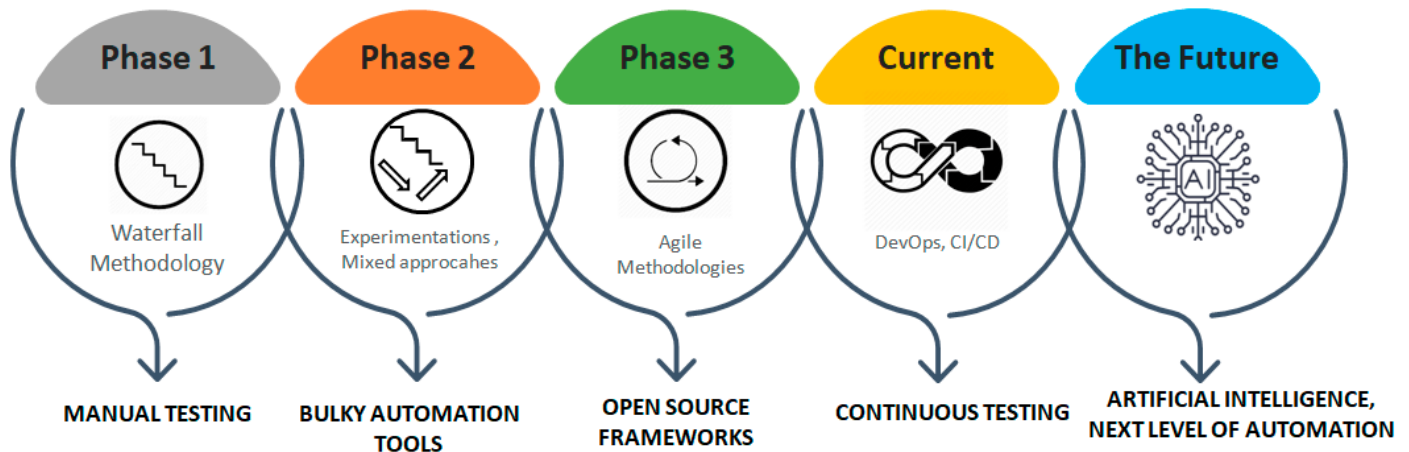 Phase 1
Phase 2
Phase 3
Current
The Future
Waterfall
Methodology
Experimentations ,
Mixed approcahes
Agile
Methodologies
DevOps, CI/CD
AI
MANUAL TESTING
BULKY AUTOMATION
TOOLS
OPEN SOURCE
FRAMEWORKS
CONTINUOUS TESTING
ARTIFICIAL INTELLIGENCE,
NEXT LEVEL OF AUTOMATION